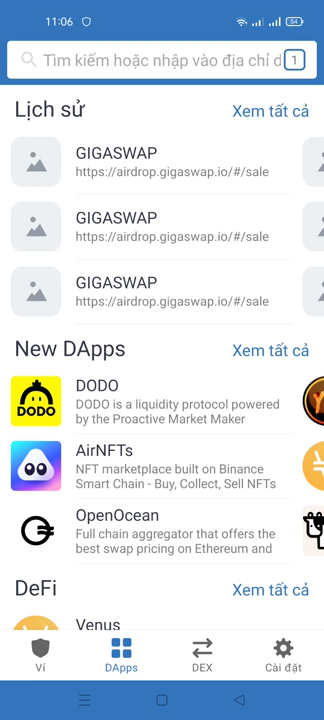 11:06
54
Tìm kiếm hoặc nhập vào địa chỉ d
1
Lịch sử
Xem tất cả
GIGASWAP
https://airdrop.gigaswap.io/#/sale
GIGASWAP
https://airdrop.gigaswap.io/#/sale
GIGASWAP
https://airdrop.gigaswap.io/#/sale
New DApps
Xem tất cả
DODO
DODO
DODO is a liquidity protocol powered
by the Proactive Market Maker
AirNFTs
NFT marketplace built on Binance
Smart Chain - Buy, Collect, Sell NFTs
OpenOcean
Full chain aggregator that offers the
best swap pricing on Ethereum and
DeFi
Xem tất cả
Venus
Ví
DApps
DEX
Cài đặt